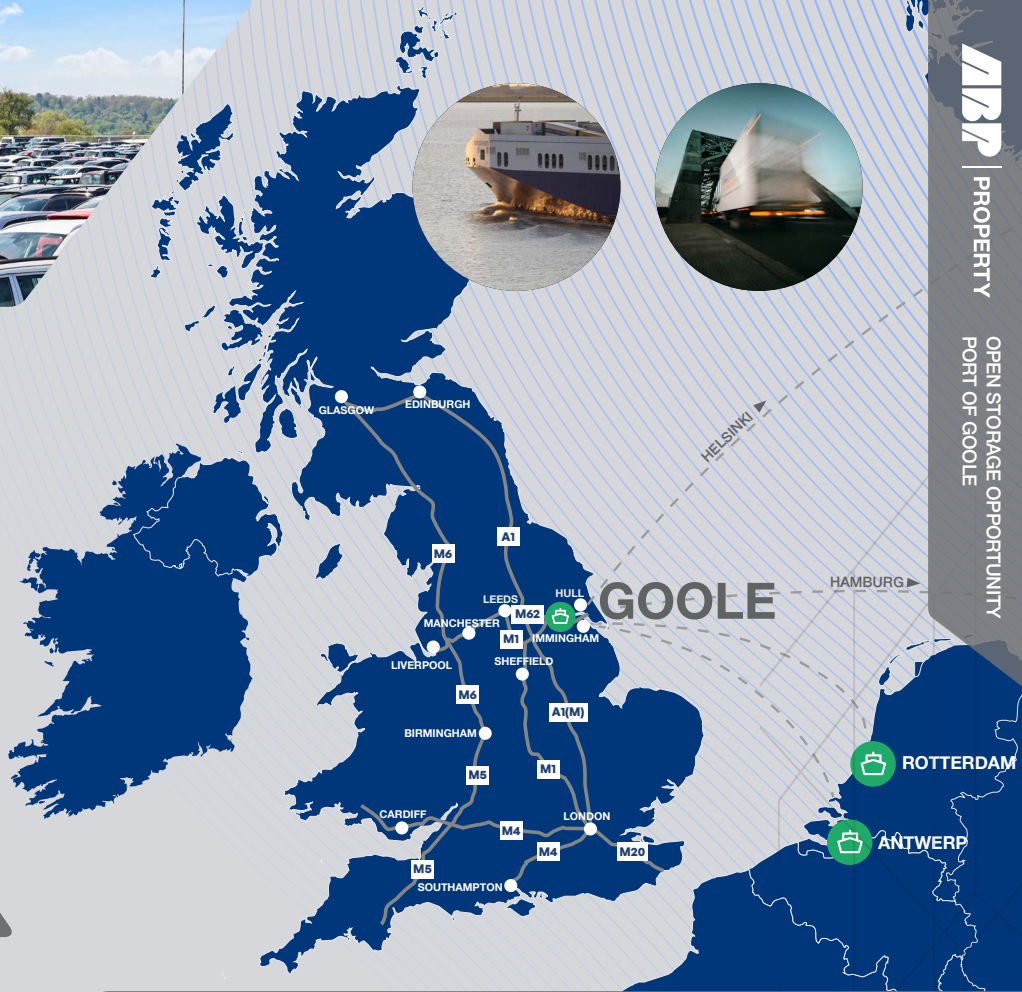 ABP | PROPERTY
OPEN STORAGE OPPORTUNITY
PORT OF GOOLE
GLASGOW
EDINBURGH
HELSINKI
A1
M6
HAMBURG
LEEDS
HULL
GOOLE
M62
MANCHESTER
M1
IMMINGHAM
LIVERPOOL
SHEFFIELD
M6
A1(M)
BIRMINGHAM
ROTTERDAM
M5
M1
CARDIFF
LONDON
M4
ANTWERP
M4
M20
M5
SOUTHAMPTON